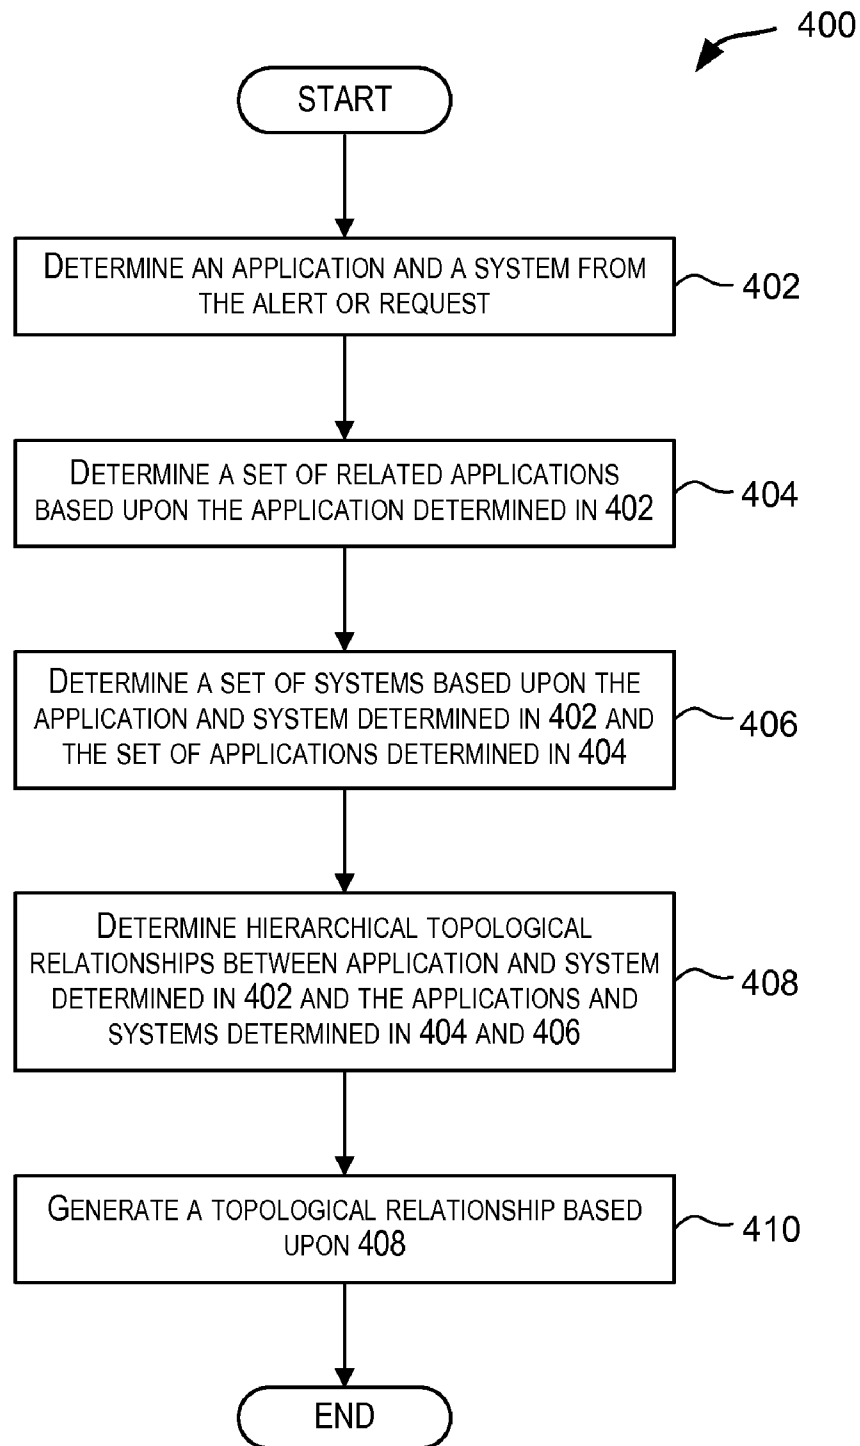 400
START
DETERMINE AN APPLICATION AND A SYSTEM FROM
THE ALERT OR REQUEST
402
DETERMINE A SET OF RELATED APPLICATIONS
BASED UPON THE APPLICATION DETERMINED IN 402
404
DETERMINE A SET OF SYSTEMS BASED UPON THE
APPLICATION AND SYSTEM DETERMINED IN 402 AND
THE SET OF APPLICATIONS DETERMINED IN 404
406
DETERMINE HIERARCHICAL TOPOLOGICAL
RELATIONSHIPS BETWEEN APPLICATION AND SYSTEM
DETERMINED IN 402 AND THE APPLICATIONS AND
SYSTEMS DETERMINED IN 404 AND 406
408
GENERATE A TOPOLOGICAL RELATIONSHIP BASED
UPON 408
410
END